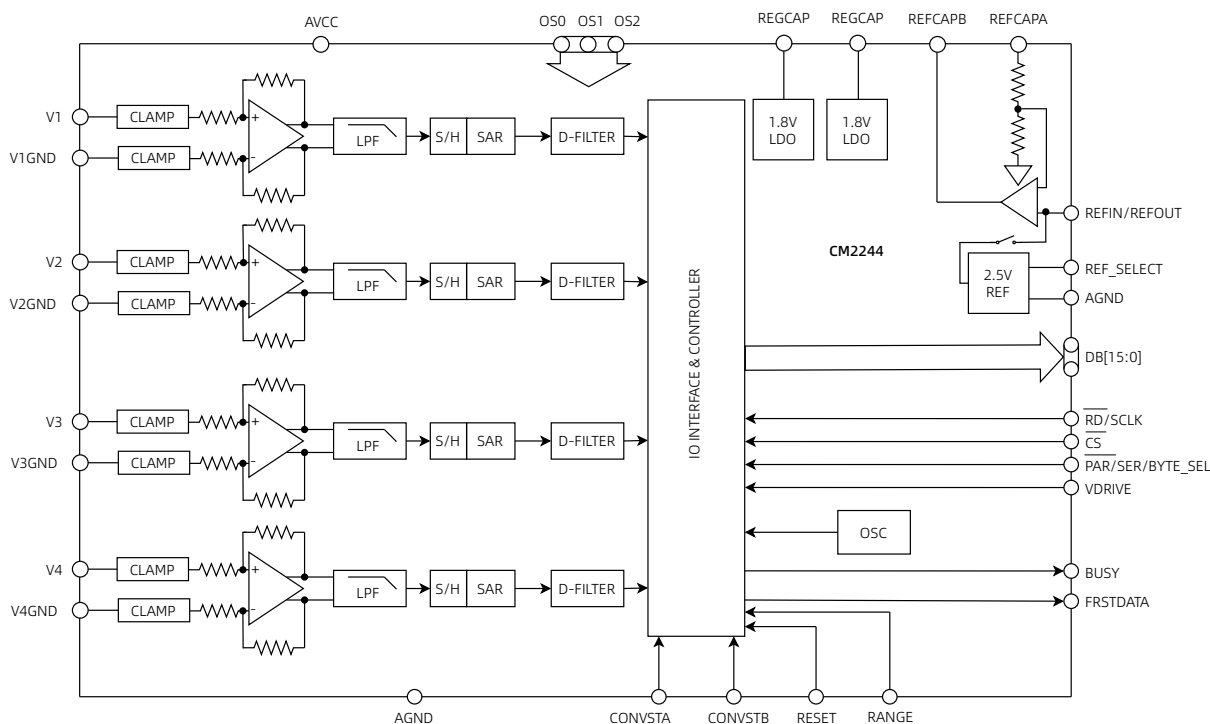 AVCC
OS0 OS1 OS2
REGCAP
REGCAP
REFCAPB
REFCAPA
V1
CLAMP
+
V1GND
CLAMP
-
LPF
S/H
SAR
D-FILTER
1.8V
LDO
1.8V
LDO
REFIN/REFOUT
CM2244
V2
CLAMP
+
V2GND
CLAMP
-
LPF
S/H
SAR
D-FILTER
2.5V
REF
REF_SELECT
AGND
IO INTERFACE & CONTROLLER
DB[15:0]
V3
CLAMP
+
V3GND
CLAMP
-
LPF
S/H
SAR
D-FILTER
R̅D̅/SCLK
C̅S̅
P̅A̅R̅/SER/BYTE_SEL
VDRIVE
OSC
V4
CLAMP
+
V4GND
CLAMP
-
LPF
S/H
SAR
D-FILTER
BUSY
FRSTDATA
AGND
CONVSTA
CONVSTB
RESET
RANGE